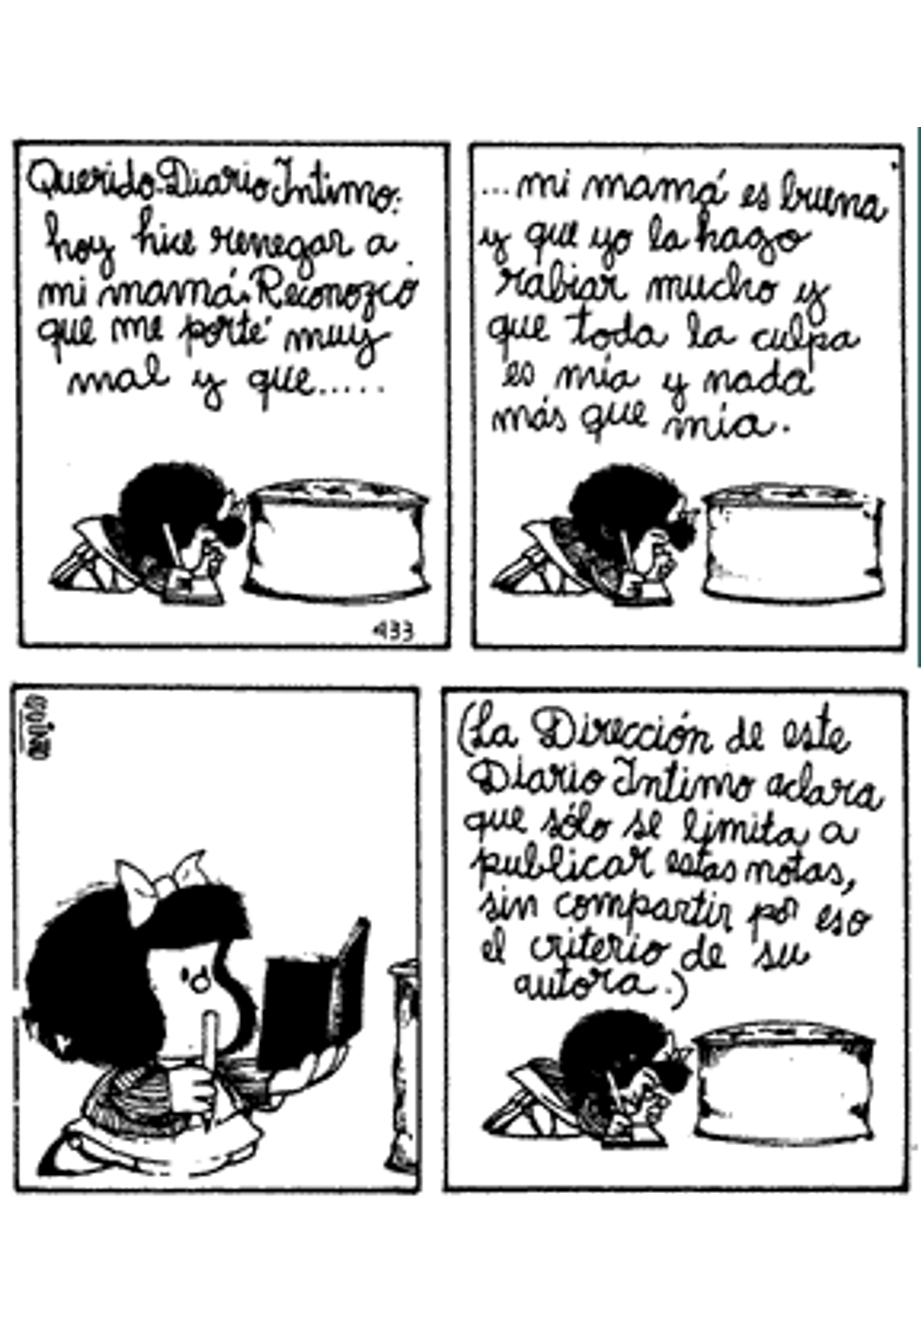 Querido Diario Intimo:
hoy hice renegar a
mi mamá. Reconozco
que me porté muy
mal y que.....
433
...mi mamá es buena
y que yo la hago
rabiar mucho y
que toda la culpa
es mía y nada
más que mía.
QUINO
(La Dirección de este
Diario Intimo aclara
que sólo se limita a
publicar estas notas,
sin compartir por eso
el criterio de su
autora.)